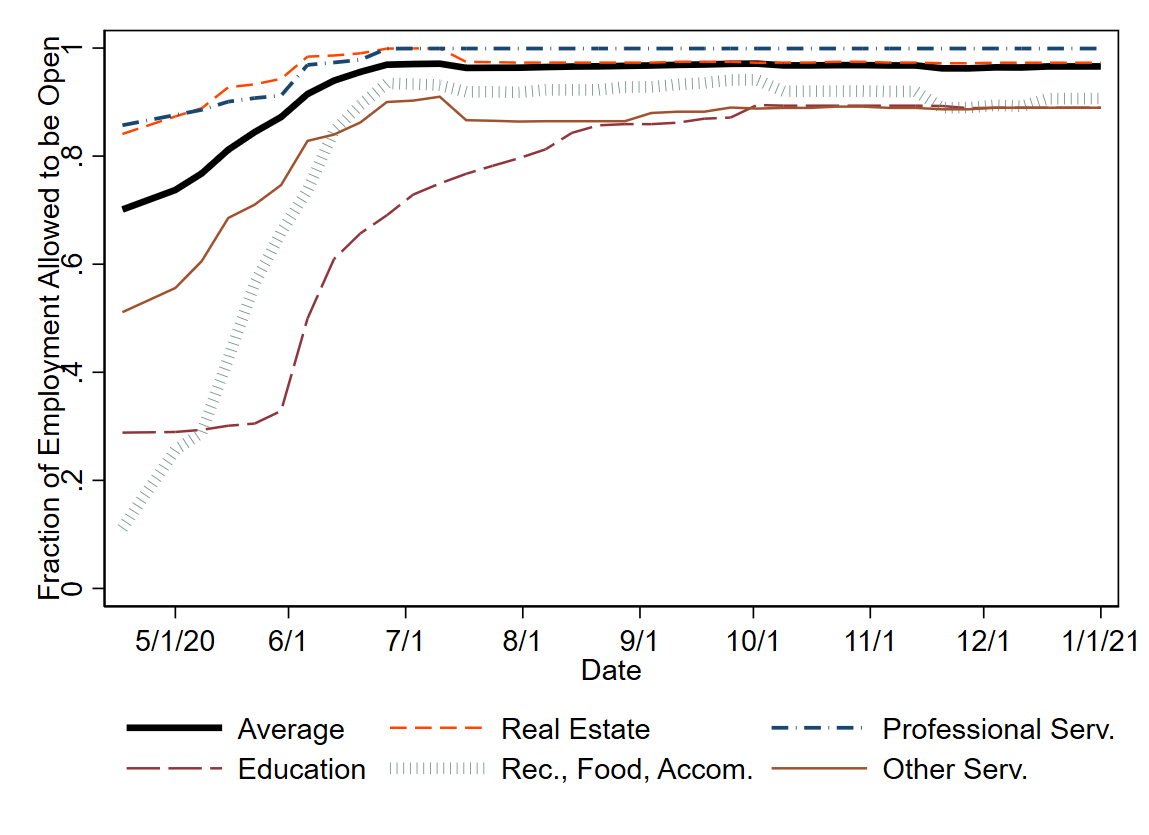 Fraction of Employment Allowed to be Open
1
.8
.6
.4
.2
0
5/1/20 6/1 7/1 8/1 9/1 10/1 11/1 12/1 1/1/21
Date
Average Real Estate Professional Serv.
Education Rec., Food, Accom. Other Serv.